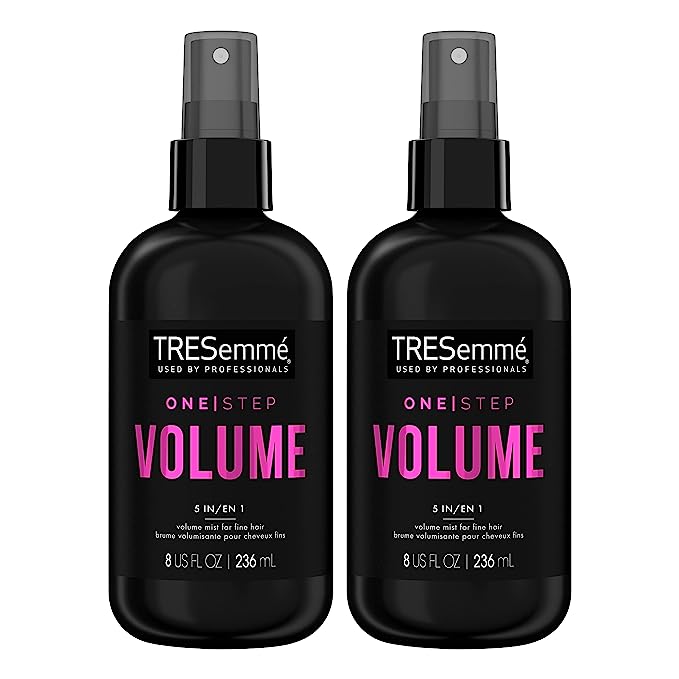 TRESemmé®
USED BY PROFESSIONALS
ONE|STEP
VOLUME
5 IN/EN 1
volume mist for fine hair
brume volumisante pour cheveux fins
8 US FL OZ | 236 mL
TRESemmé®
USED BY PROFESSIONALS
ONE|STEP
VOLUME
5 IN/EN 1
volume mist for fine hair
brume volumisante pour cheveux fins
8 US FL OZ | 236 mL